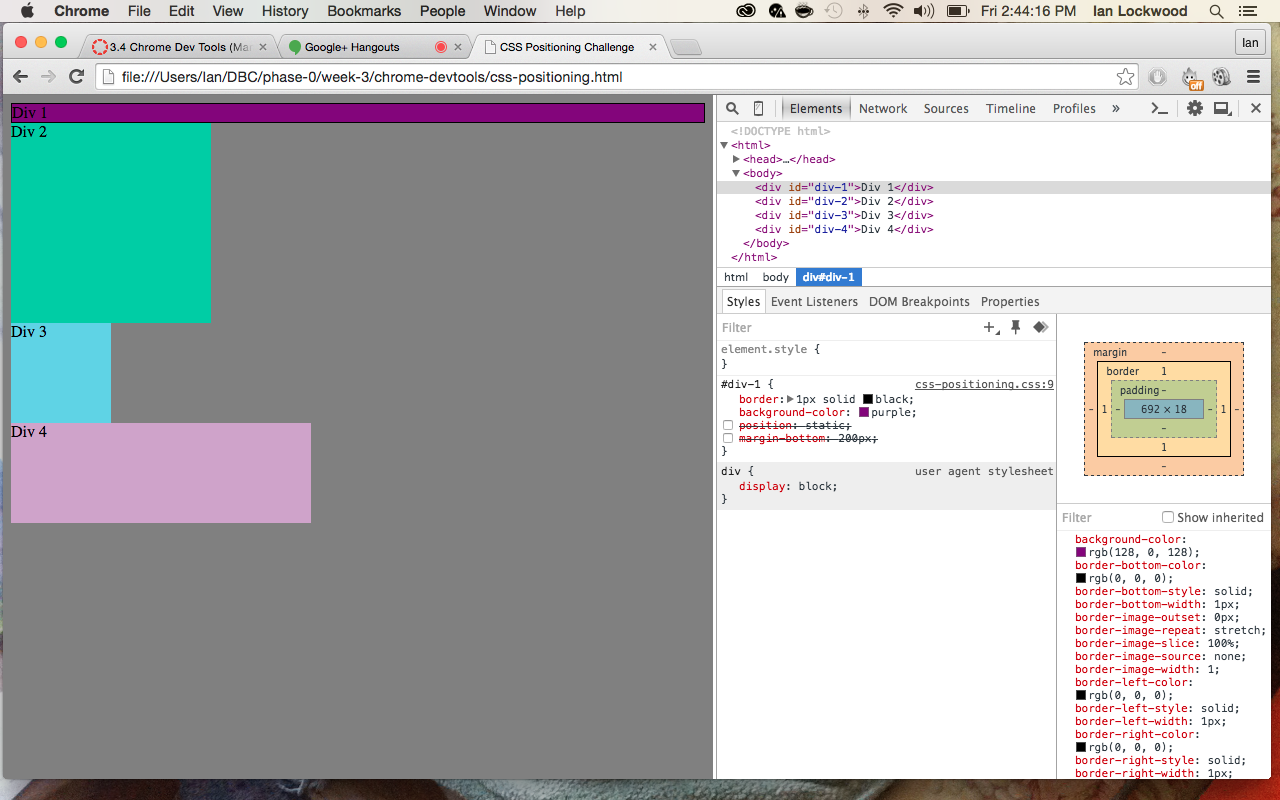 Chrome File Edit View History Bookmarks People Window Help Fri 2:44:16 PM Ian Lockwood
3.4 Chrome Dev Tools (Ma
Google+ Hangouts
CSS Positioning Challenge
Ian
file:///Users/Ian/DBC/phase-0/week-3/chrome-devtools/css-positioning.html
off
Div 1
Div 2
Div 3
Div 4
Elements Network Sources Timeline Profiles »
<!DOCTYPE html>
<html>
<head>…</head>
<body>
<div id="div-1">Div 1</div>
<div id="div-2">Div 2</div>
<div id="div-3">Div 3</div>
<div id="div-4">Div 4</div>
</body>
</html>
html body div#div-1
Styles Event Listeners DOM Breakpoints Properties
Filter
element.style {
}
#div-1 { css-positioning.css:9
border: 1px solid black;
background-color: purple;
position: static;
margin-bottom: 200px;
}
div { user agent stylesheet
display: block;
}
margin -
border 1
padding -
- 1 - 692 × 18 - 1 -
-
1
-
Filter Show inherited
background-color:
rgb(128, 0, 128);
border-bottom-color:
rgb(0, 0, 0);
border-bottom-style: solid;
border-bottom-width: 1px;
border-image-outset: 0px;
border-image-repeat: stretch;
border-image-slice: 100%;
border-image-source: none;
border-image-width: 1;
border-left-color:
rgb(0, 0, 0);
border-left-style: solid;
border-left-width: 1px;
border-right-color:
rgb(0, 0, 0);
border-right-style: solid;
border-right-width: 1px;